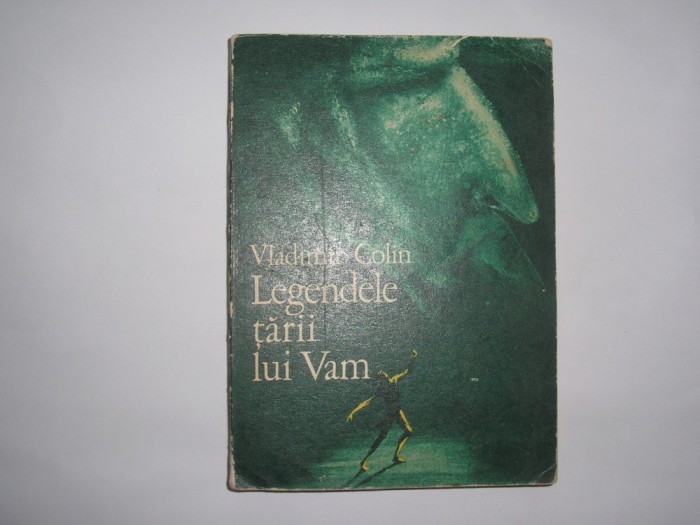 Vladimir Colin
Legendele
țării
lui Vam